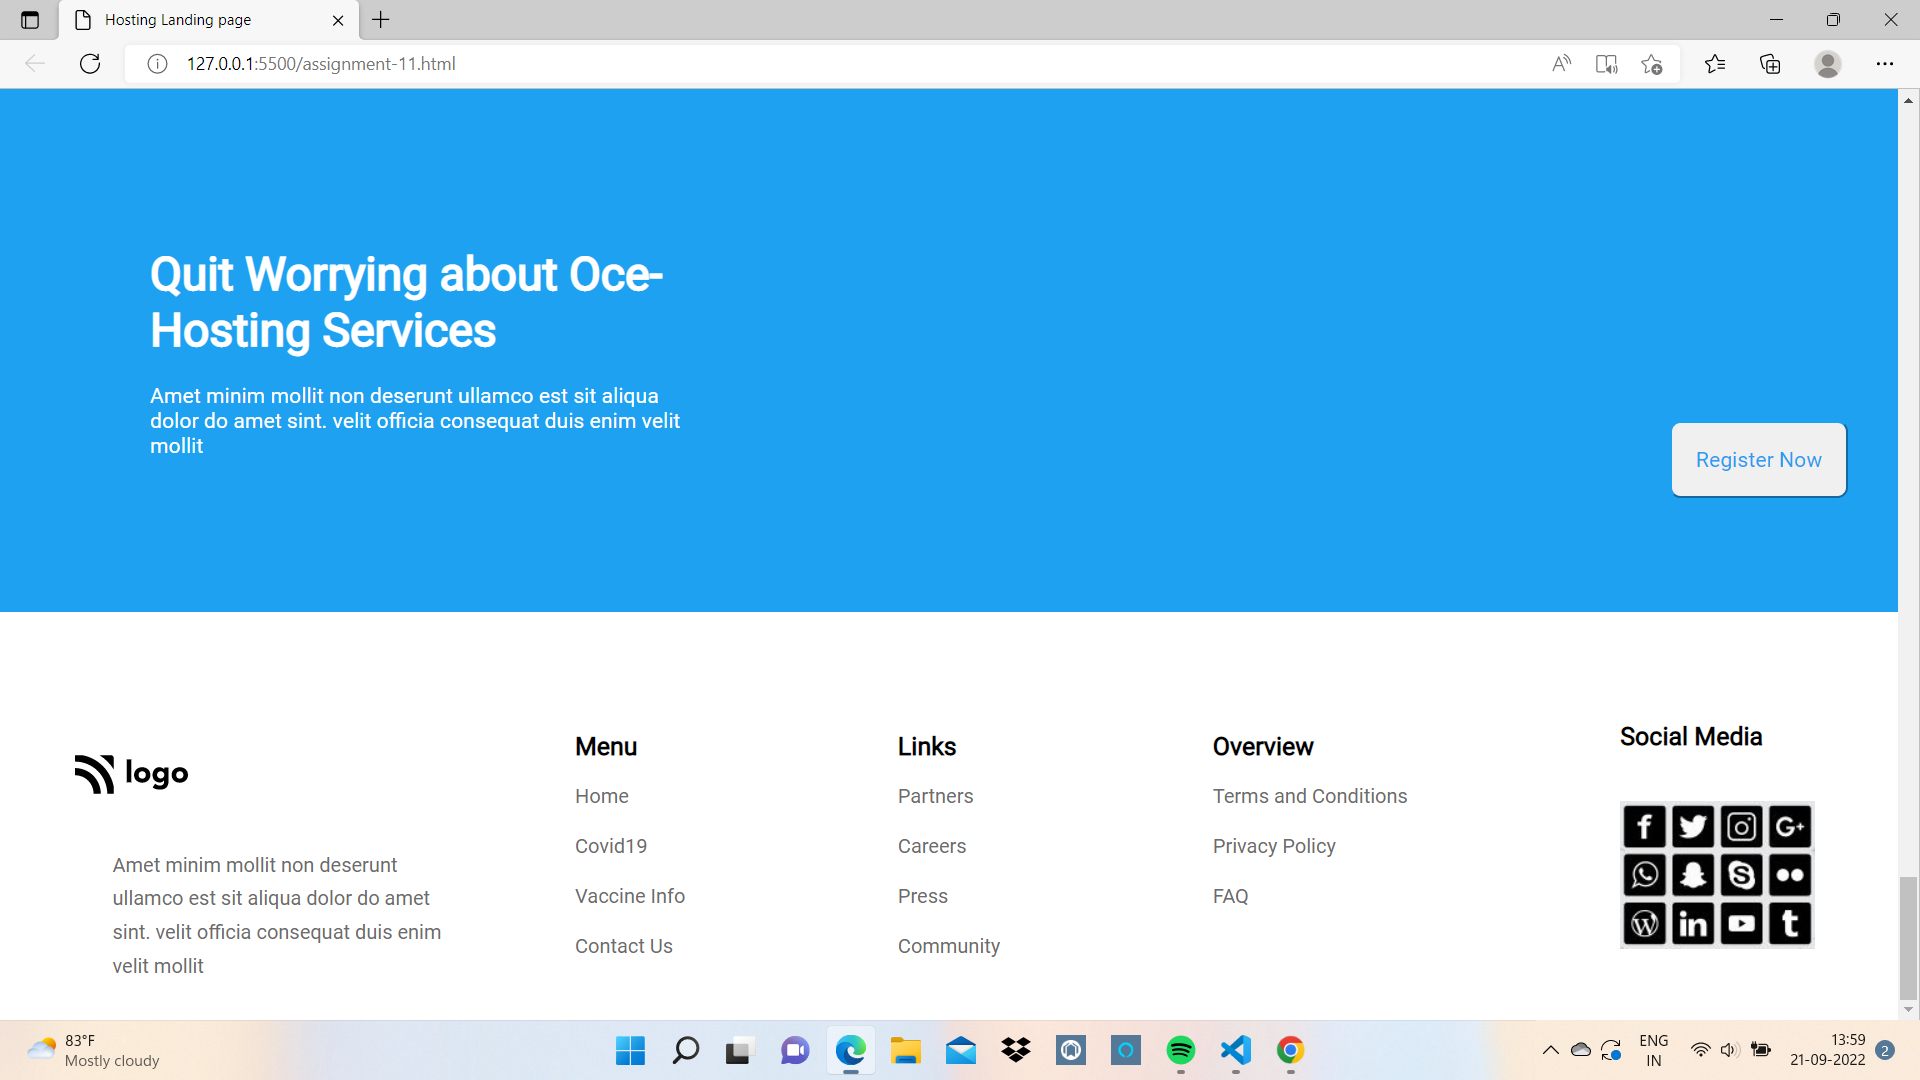 Hosting Landing page
127.0.0.1:5500/assignment-11.html
Quit Worrying about Oce-
Hosting Services
Amet minim mollit non deserunt ullamco est sit aliqua
dolor do amet sint. velit officia consequat duis enim velit
mollit
Register Now
logo
Amet minim mollit non deserunt
ullamco est sit aliqua dolor do amet
sint. velit officia consequat duis enim
velit mollit
Menu
Home
Covid19
Vaccine Info
Contact Us
Links
Partners
Careers
Press
Community
Overview
Terms and Conditions
Privacy Policy
FAQ
Social Media
83°F
Mostly cloudy
ENG
IN
13:59
21-09-2022
2